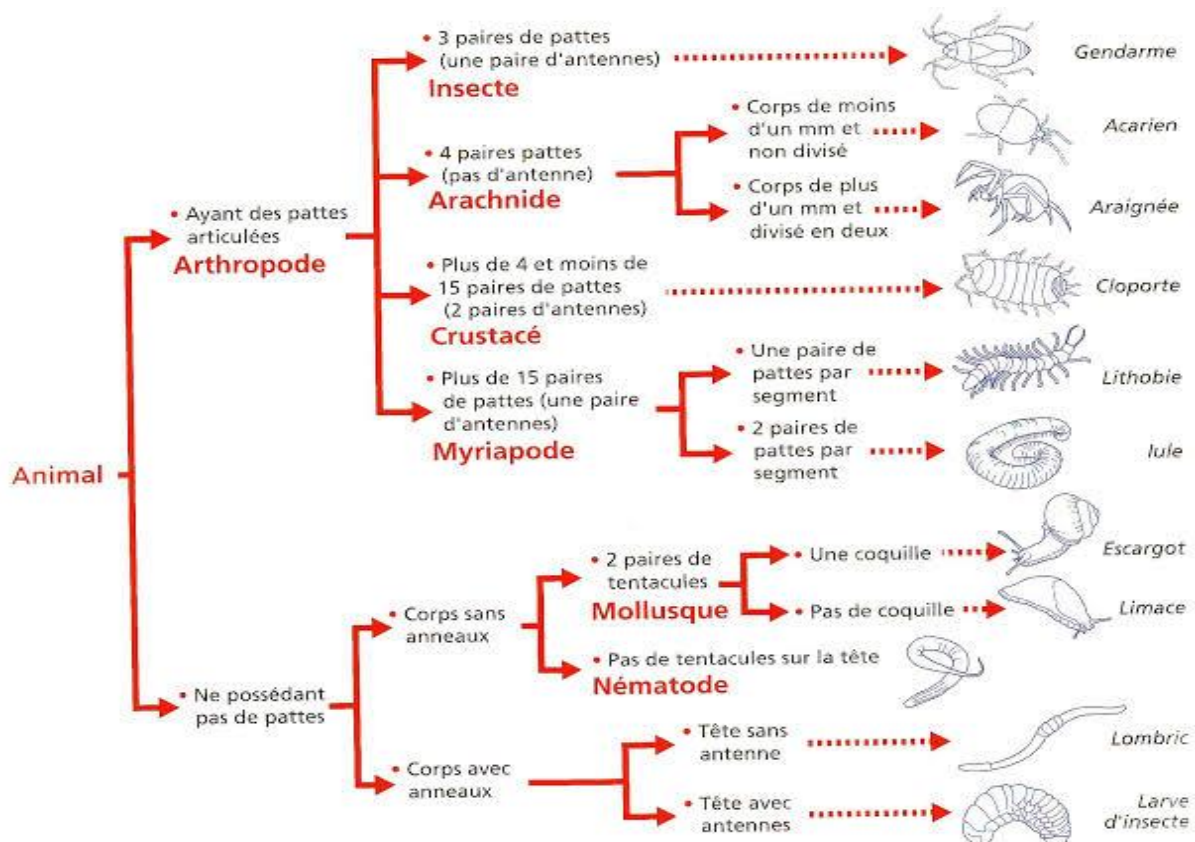 • 3 paires de pattes
(une paire d'antennes)
Insecte
Gendarme
• Corps de moins
d'un mm et
non divisé
Acarien
• 4 paires pattes
(pas d'antenne)
Arachnide
• Corps de plus
d'un mm et
divisé en deux
Araignée
• Ayant des pattes
articulées
Arthropode
• Plus de 4 et moins de
15 paires de pattes
(2 paires d'antennes)
Crustacé
Cloporte
• Une paire de
pattes par
segment
Lithobie
• Plus de 15 paires
de pattes (une paire
d'antennes)
Myriapode
• 2 paires de
pattes par
segment
Iule
Animal
• 2 paires de
tentacules
Mollusque
• Une coquille
Escargot
• Pas de coquille
Limace
• Corps sans
anneaux
• Pas de tentacules sur la tête
Nématode
• Ne possédant
pas de pattes
• Tête sans
antenne
Lombric
• Corps avec
anneaux
• Tête avec
antennes
Larve
d'insecte